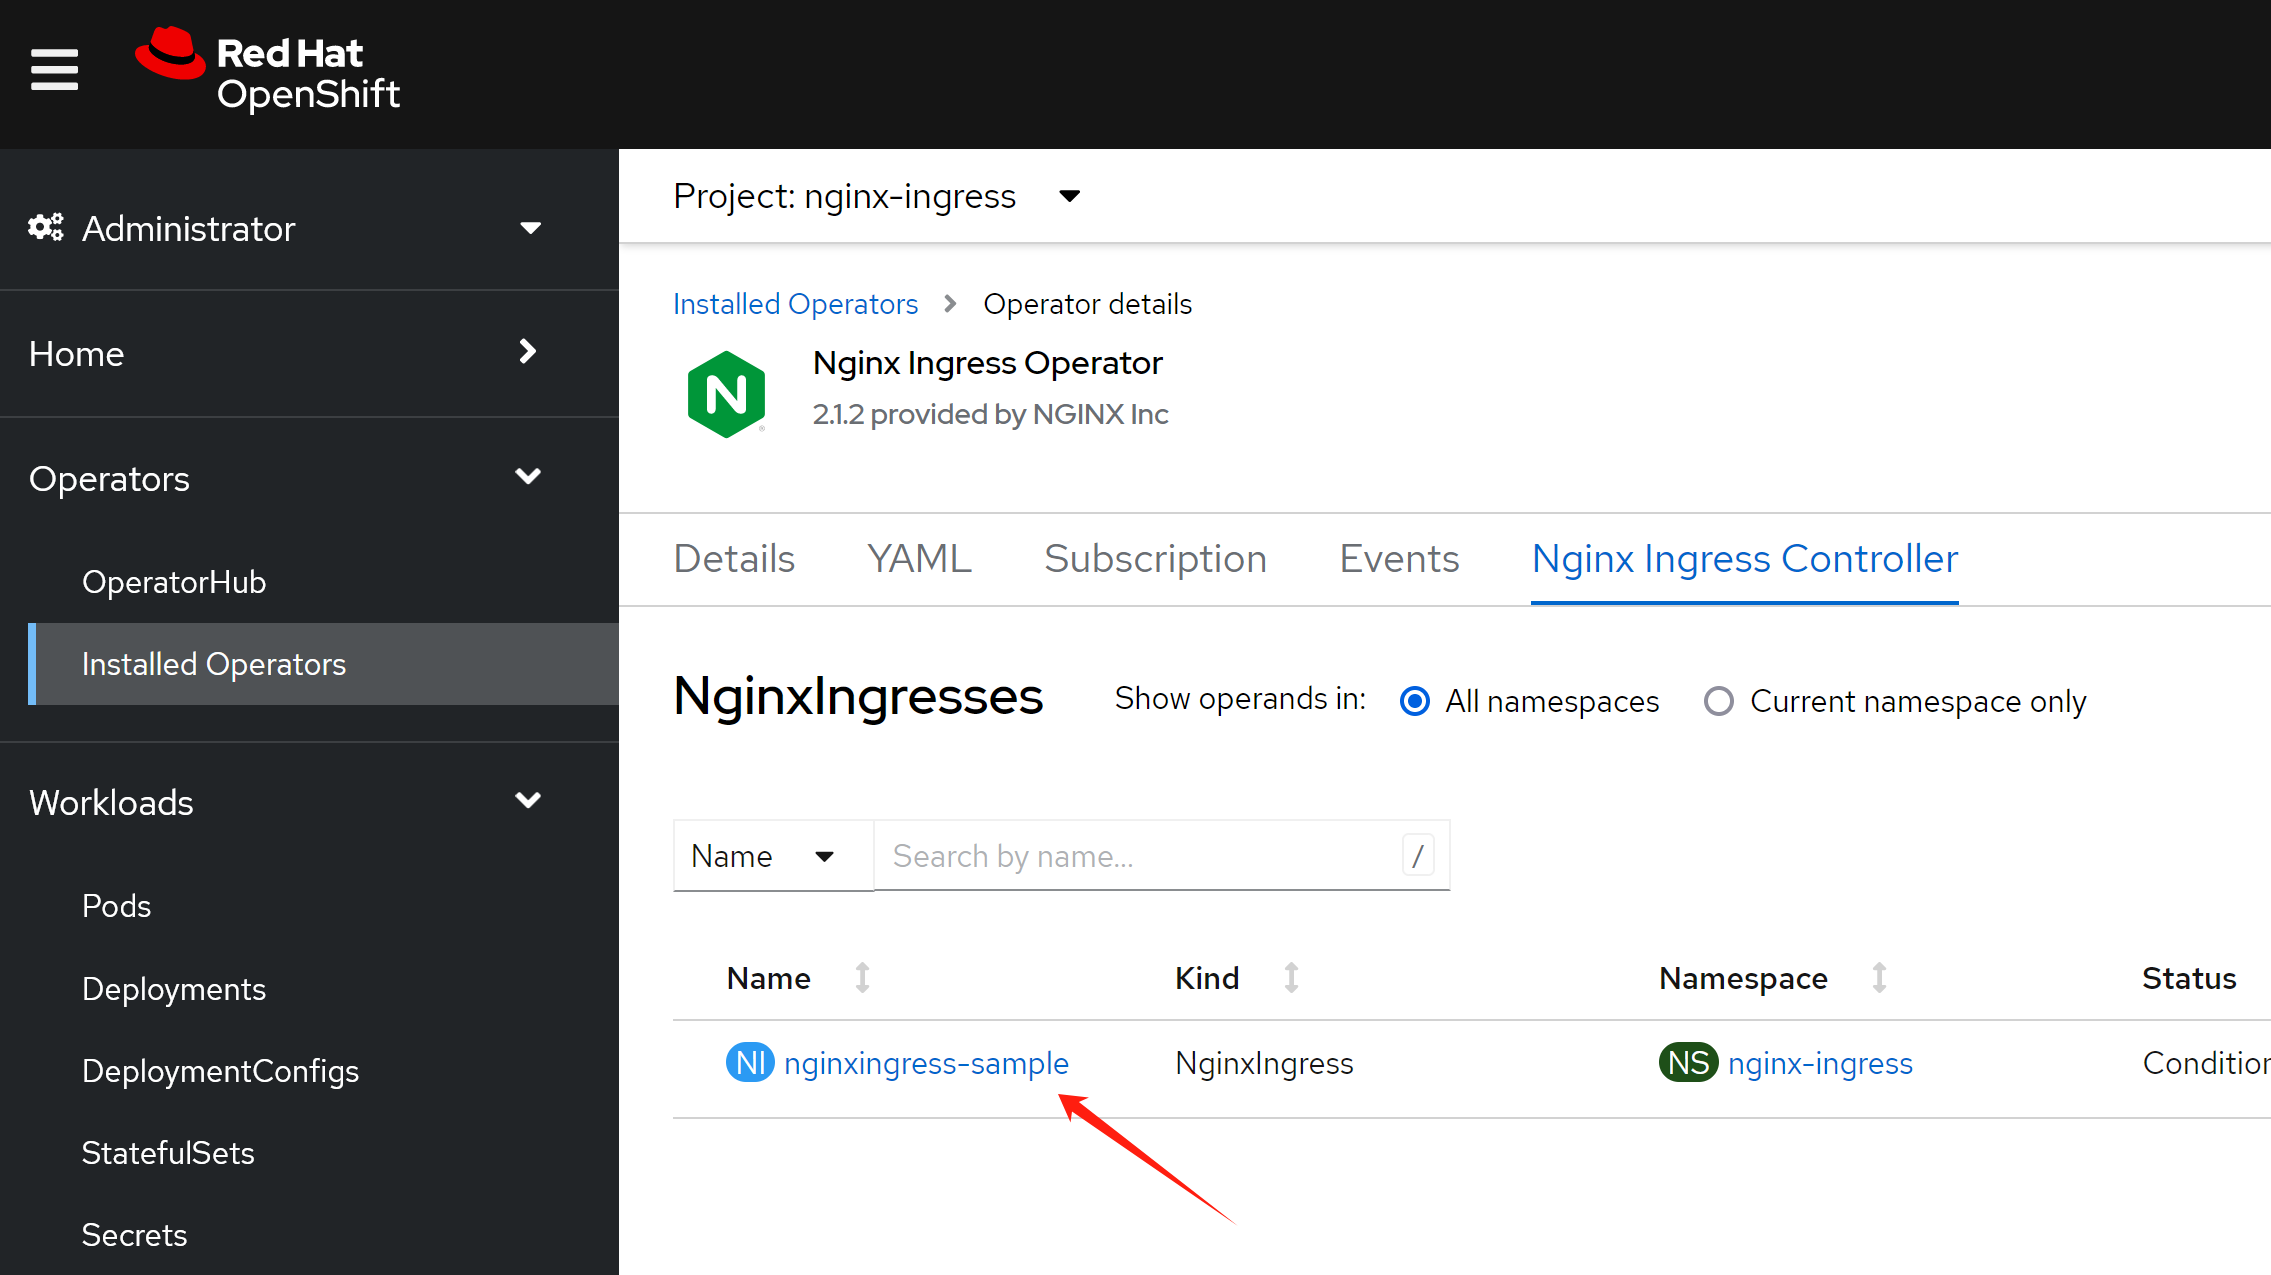 Red Hat
OpenShift
Administrator
Home
Operators
OperatorHub
Installed Operators
Workloads
Pods
Deployments
DeploymentConfigs
StatefulSets
Secrets
Project: nginx-ingress
Installed Operators > Operator details
N
Nginx Ingress Operator
2.1.2 provided by NGINX Inc
Details YAML Subscription Events Nginx Ingress Controller
NginxIngresses Show operands in: All namespaces Current namespace only
Name Search by name... /
Name Kind Namespace Status
NI nginxingress-sample NginxIngress NS nginx-ingress Condition